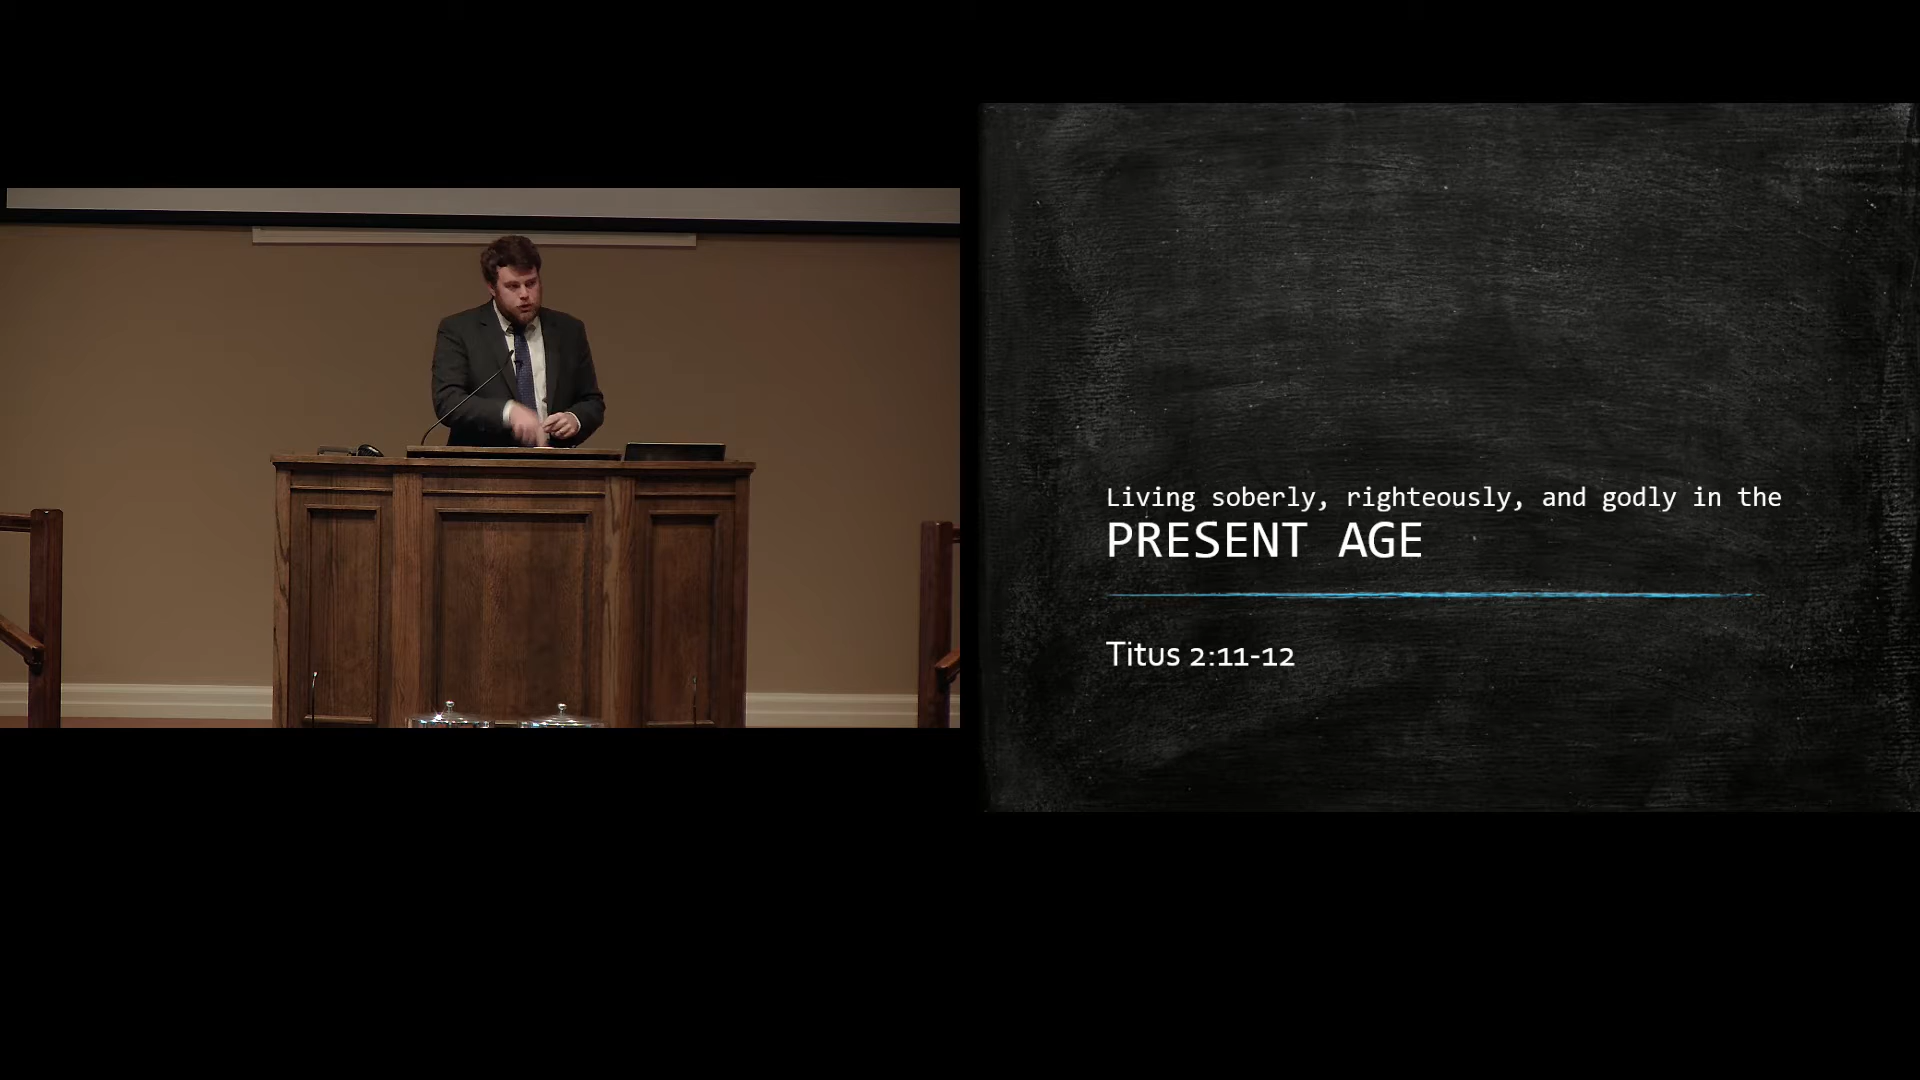 Living soberly, righteously, and godly in the
PRESENT AGE
Titus 2:11-12